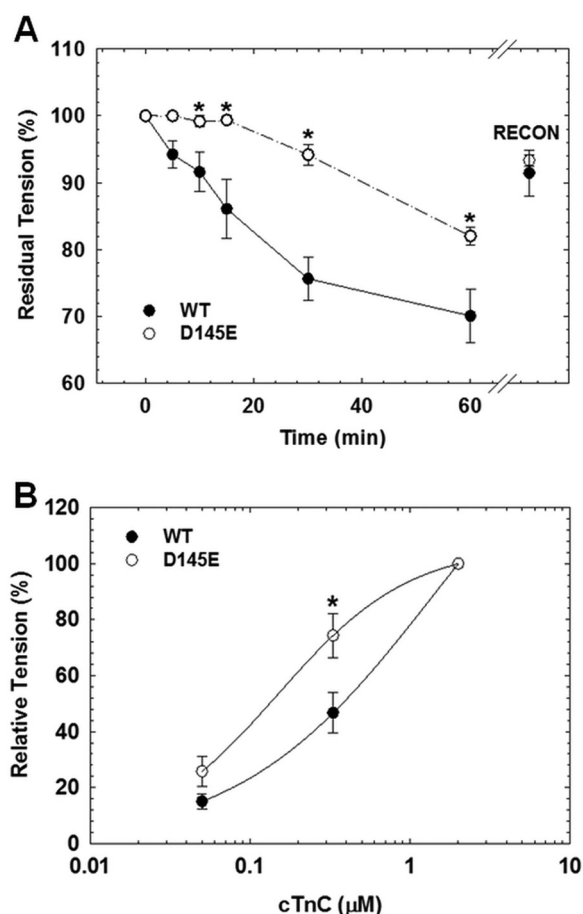 A
110
100
90
80
70
60
Residual Tension (%)
* * * *
RECON
WT
D145E
0 20 40 60
Time (min)
B
120
100
80
60
40
20
0
Relative Tension (%)
WT
D145E
*
0.01 0.1 1 10
cTnC (μM)